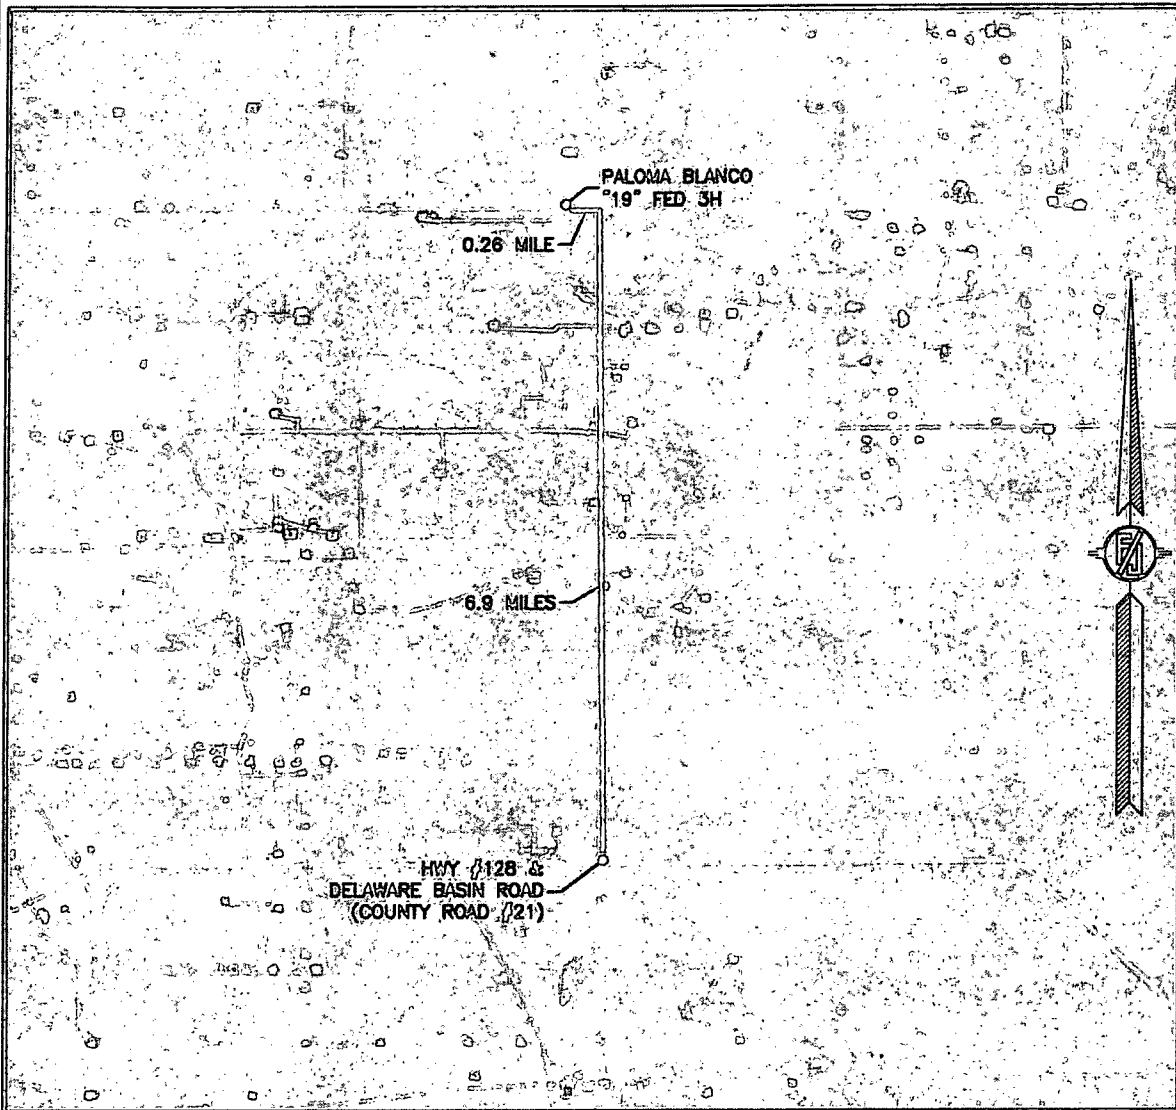 PALOMA BLANCO
"19" FED 3H
0.26 MILE
6.9 MILES
HWY #128 &
DELAWARE BASIN ROAD
(COUNTY ROAD #21)